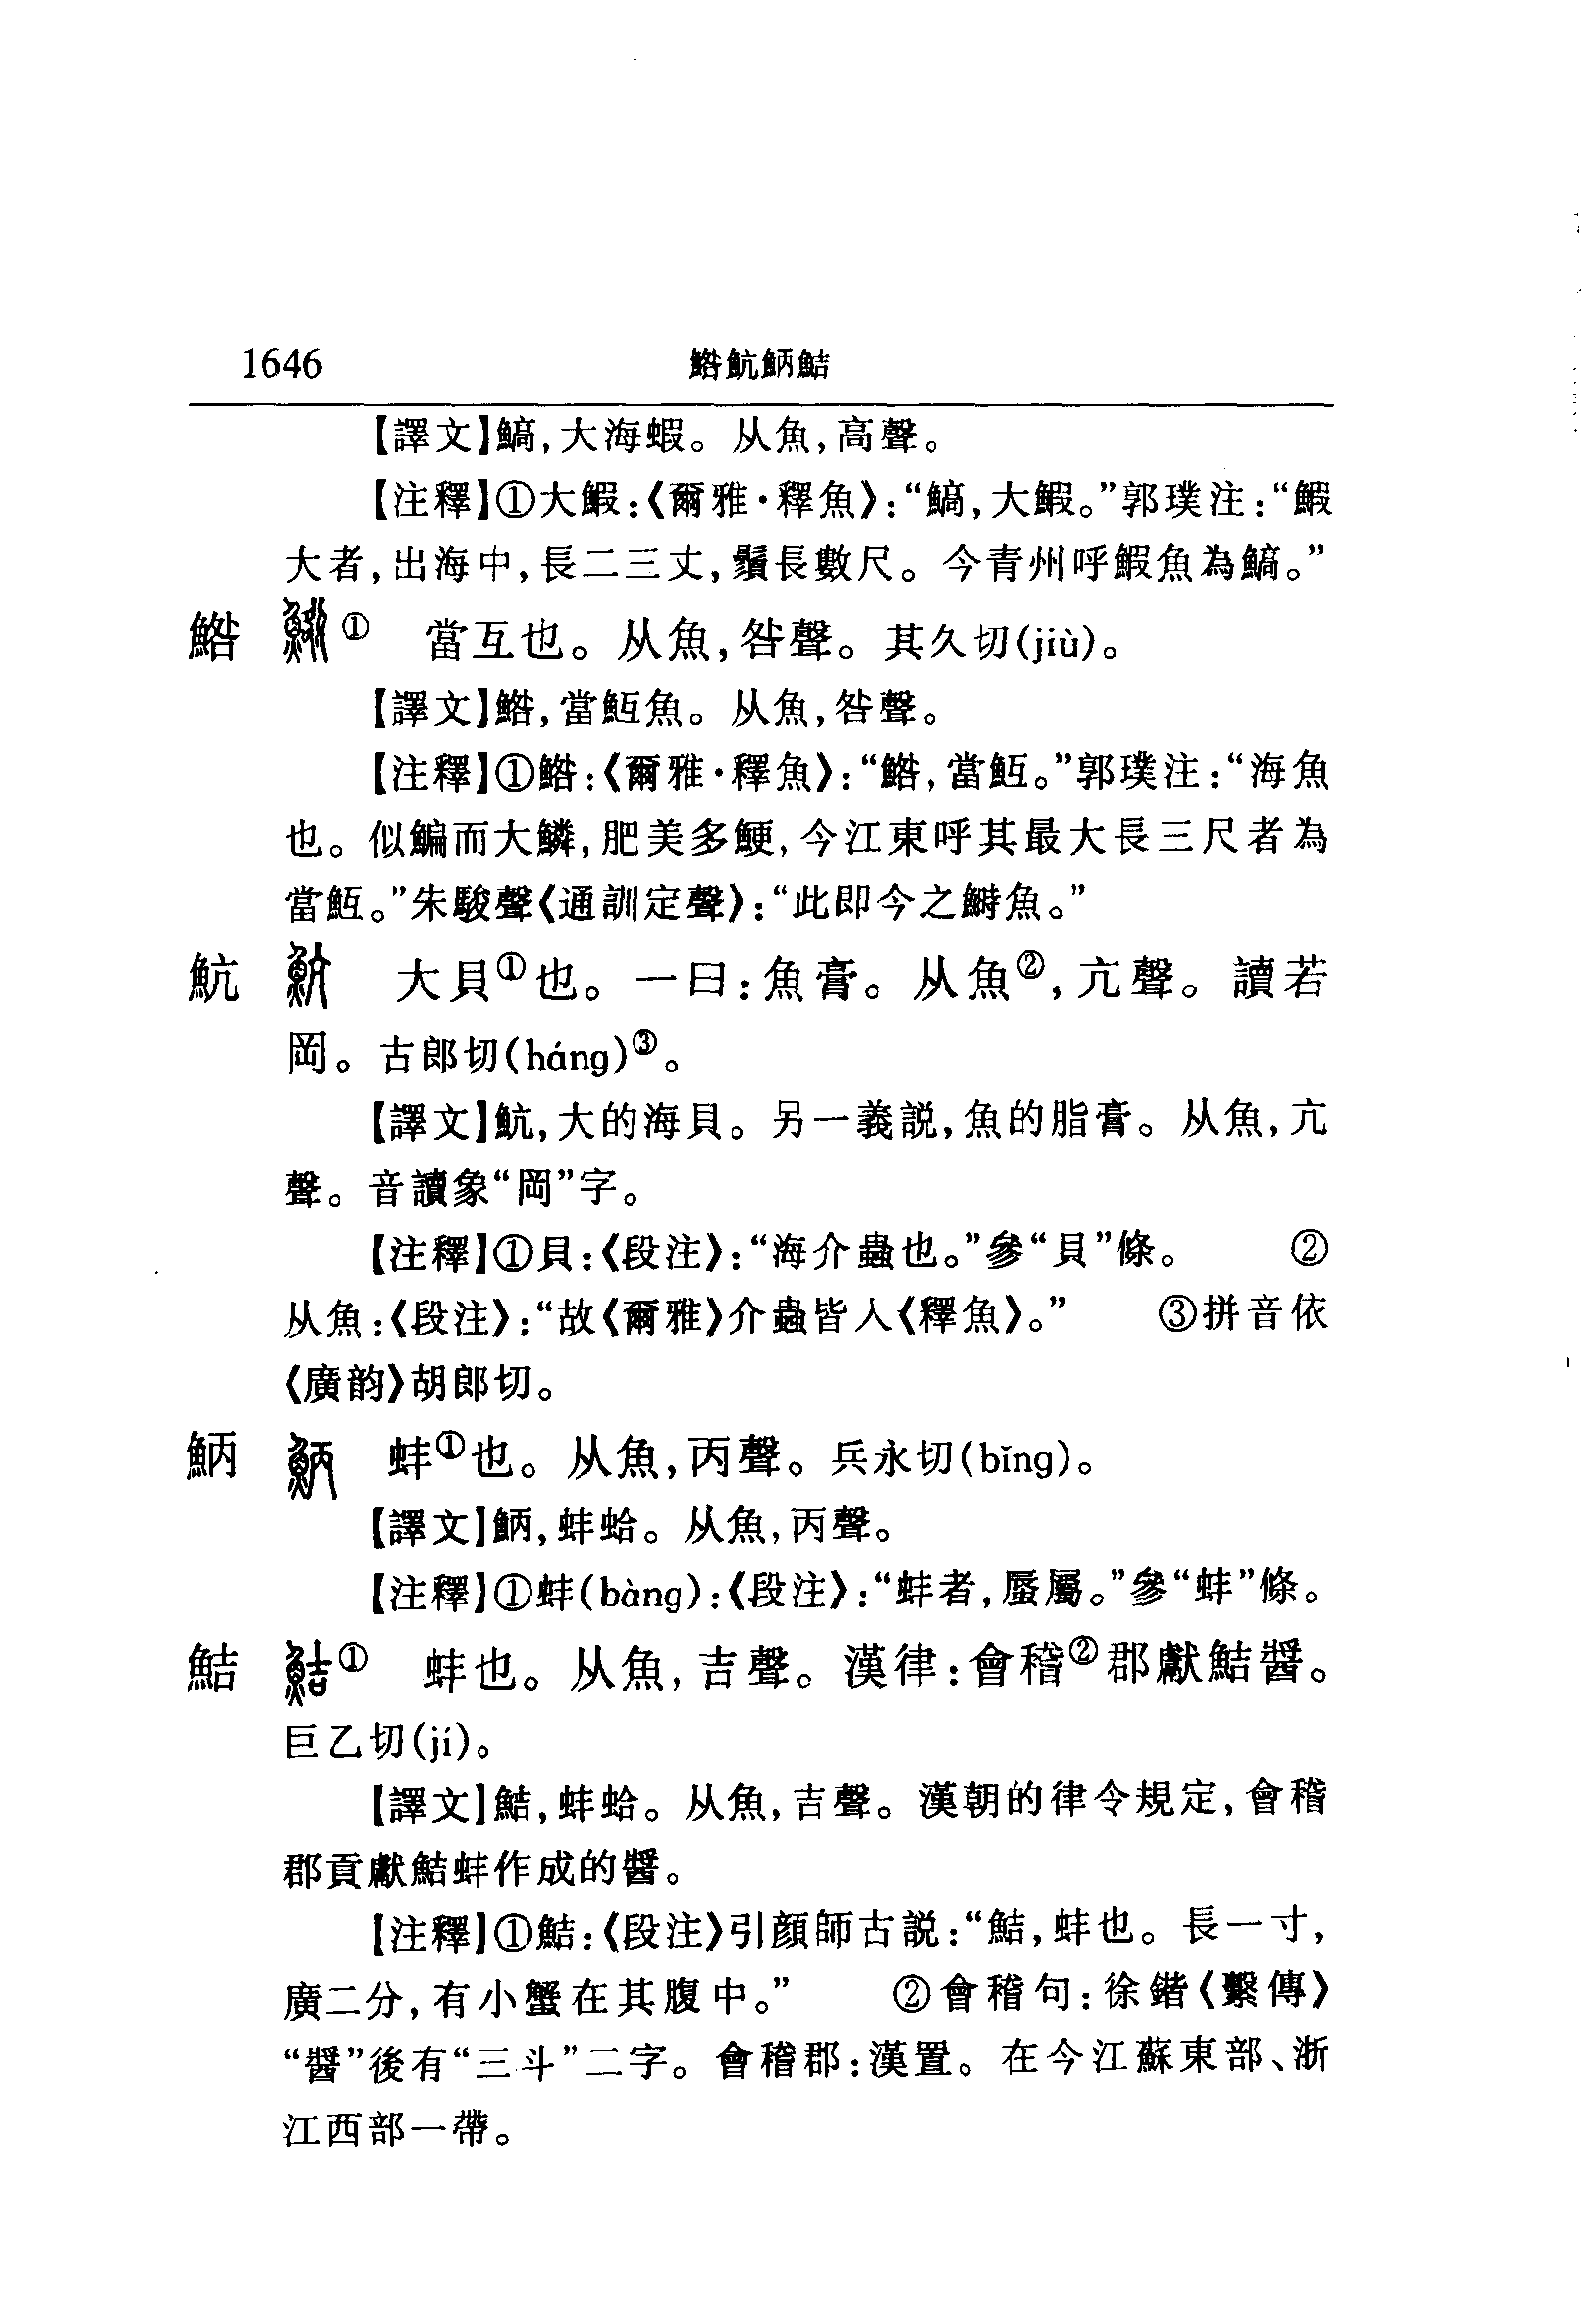 1646 鯦魧鮩鮚
【譯文】鰝,大海蝦。从魚,高聲。
【注釋】①大鰕:《爾雅·釋魚》:“鰝,大鰕。”郭璞注:“鰕
大者,出海中,長二三丈,鬚長數尺。今青州呼鰕魚為鰝。”
鯦 鯦① 當互也。从魚,咎聲。其久切(jiù)。
【譯文】鯦,當魱魚。从魚,咎聲。
【注釋】①鯦:《爾雅·釋魚》:“鯦,當魱。”郭璞注:“海魚
也。似鯿而大鱗,肥美多鯁,今江東呼其最大長三尺者為
當魱。”朱駿聲《通訓定聲》:“此即今之鰣魚。”
魧 魧 大貝①也。一曰:魚膏。从魚②,亢聲。讀若
岡。古郎切(háng)③。
【譯文】魧,大的海貝。另一義説,魚的脂膏。从魚,亢
聲。音讀象“岡”字。
【注釋】①貝:《段注》:“海介蟲也。”參“貝”條。 ②
从魚:《段注》:“故《爾雅》介蟲皆入《釋魚》。” ③拼音依
《廣韵》胡郎切。
鮩 鮩 蚌①也。从魚,丙聲。兵永切(bǐng)。
【譯文】鮩,蚌蛤。从魚,丙聲。
【注釋】①蚌(bàng):《段注》:“蚌者,蜃屬。”參“蚌”條。
鮚 鮚① 蚌也。从魚,吉聲。漢律:會稽②郡獻鮚醬。
巨乙切(jí)。
【譯文】鮚,蚌蛤。从魚,吉聲。漢朝的律令規定,會稽
郡貢獻鮚蚌作成的醬。
【注釋】①鮚:《段注》引顔師古説:“鮚,蚌也。長一寸,
廣二分,有小蟹在其腹中。” ②會稽句:徐鍇《繫傳》
“醬”後有“三斗”二字。會稽郡:漢置。在今江蘇東部、浙
江西部一帶。